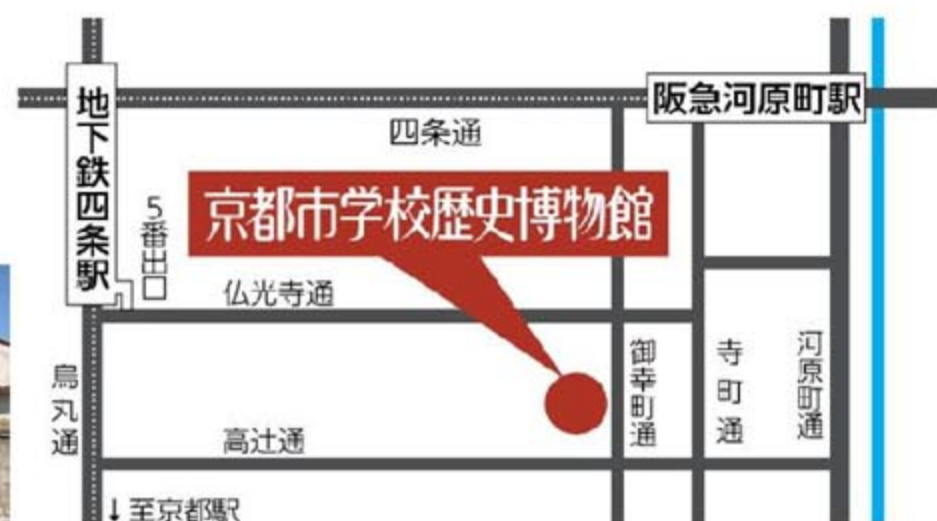 阪急河原町駅
地下鉄四条駅
四条通
京都市学校歴史博物館
5番出口
仏光寺通
御幸町通
寺町通
河原町通
烏丸通
高辻通
↓至京都駅